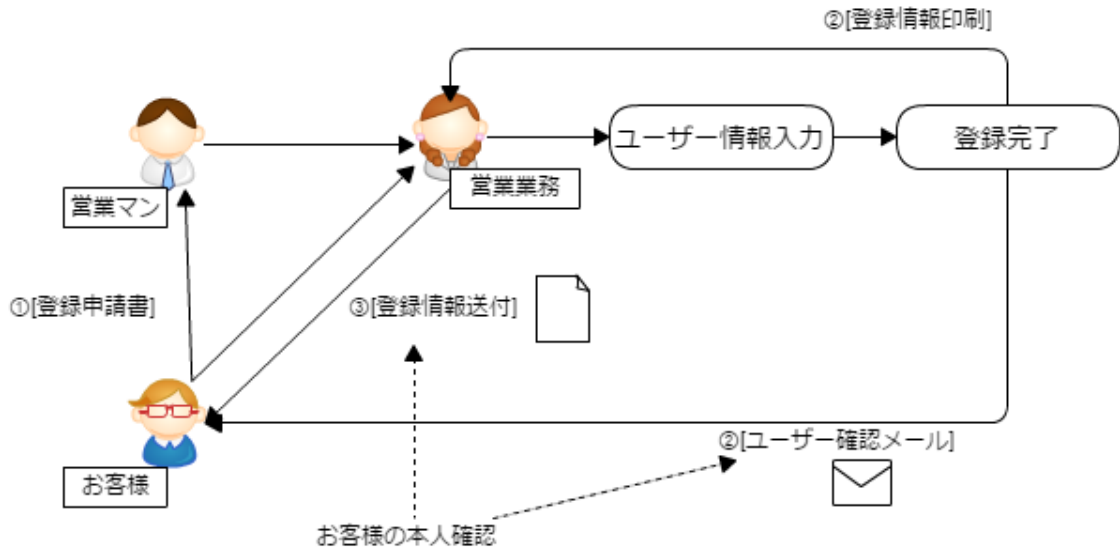 ②[登録情報印刷]
ユーザー情報入力
登録完了
営業マン
営業業務
①[登録申請書]
③[登録情報送付]
②[ユーザー確認メール]
お客様
お客様の本人確認